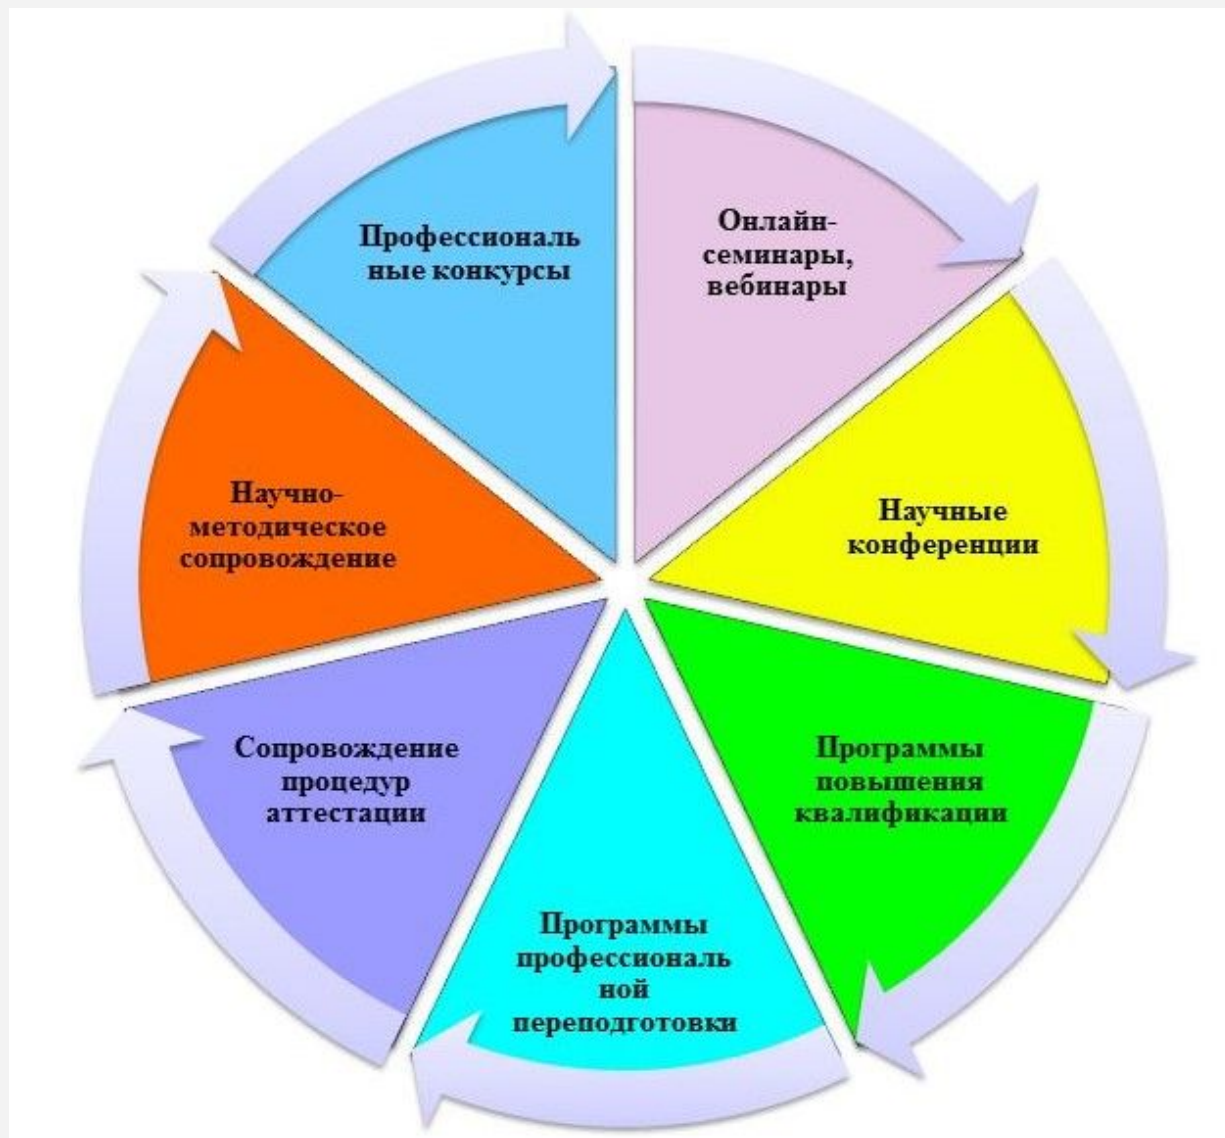 Онлайн-
семинары,
вебинары
Научные
конференции
Программы
повышения
квалификации
Программы
профессиональ
ной
переподготовки
Сопровождение
процедур
аттестации
Научно-
методическое
сопровождение
Профессиональ
ные конкурсы